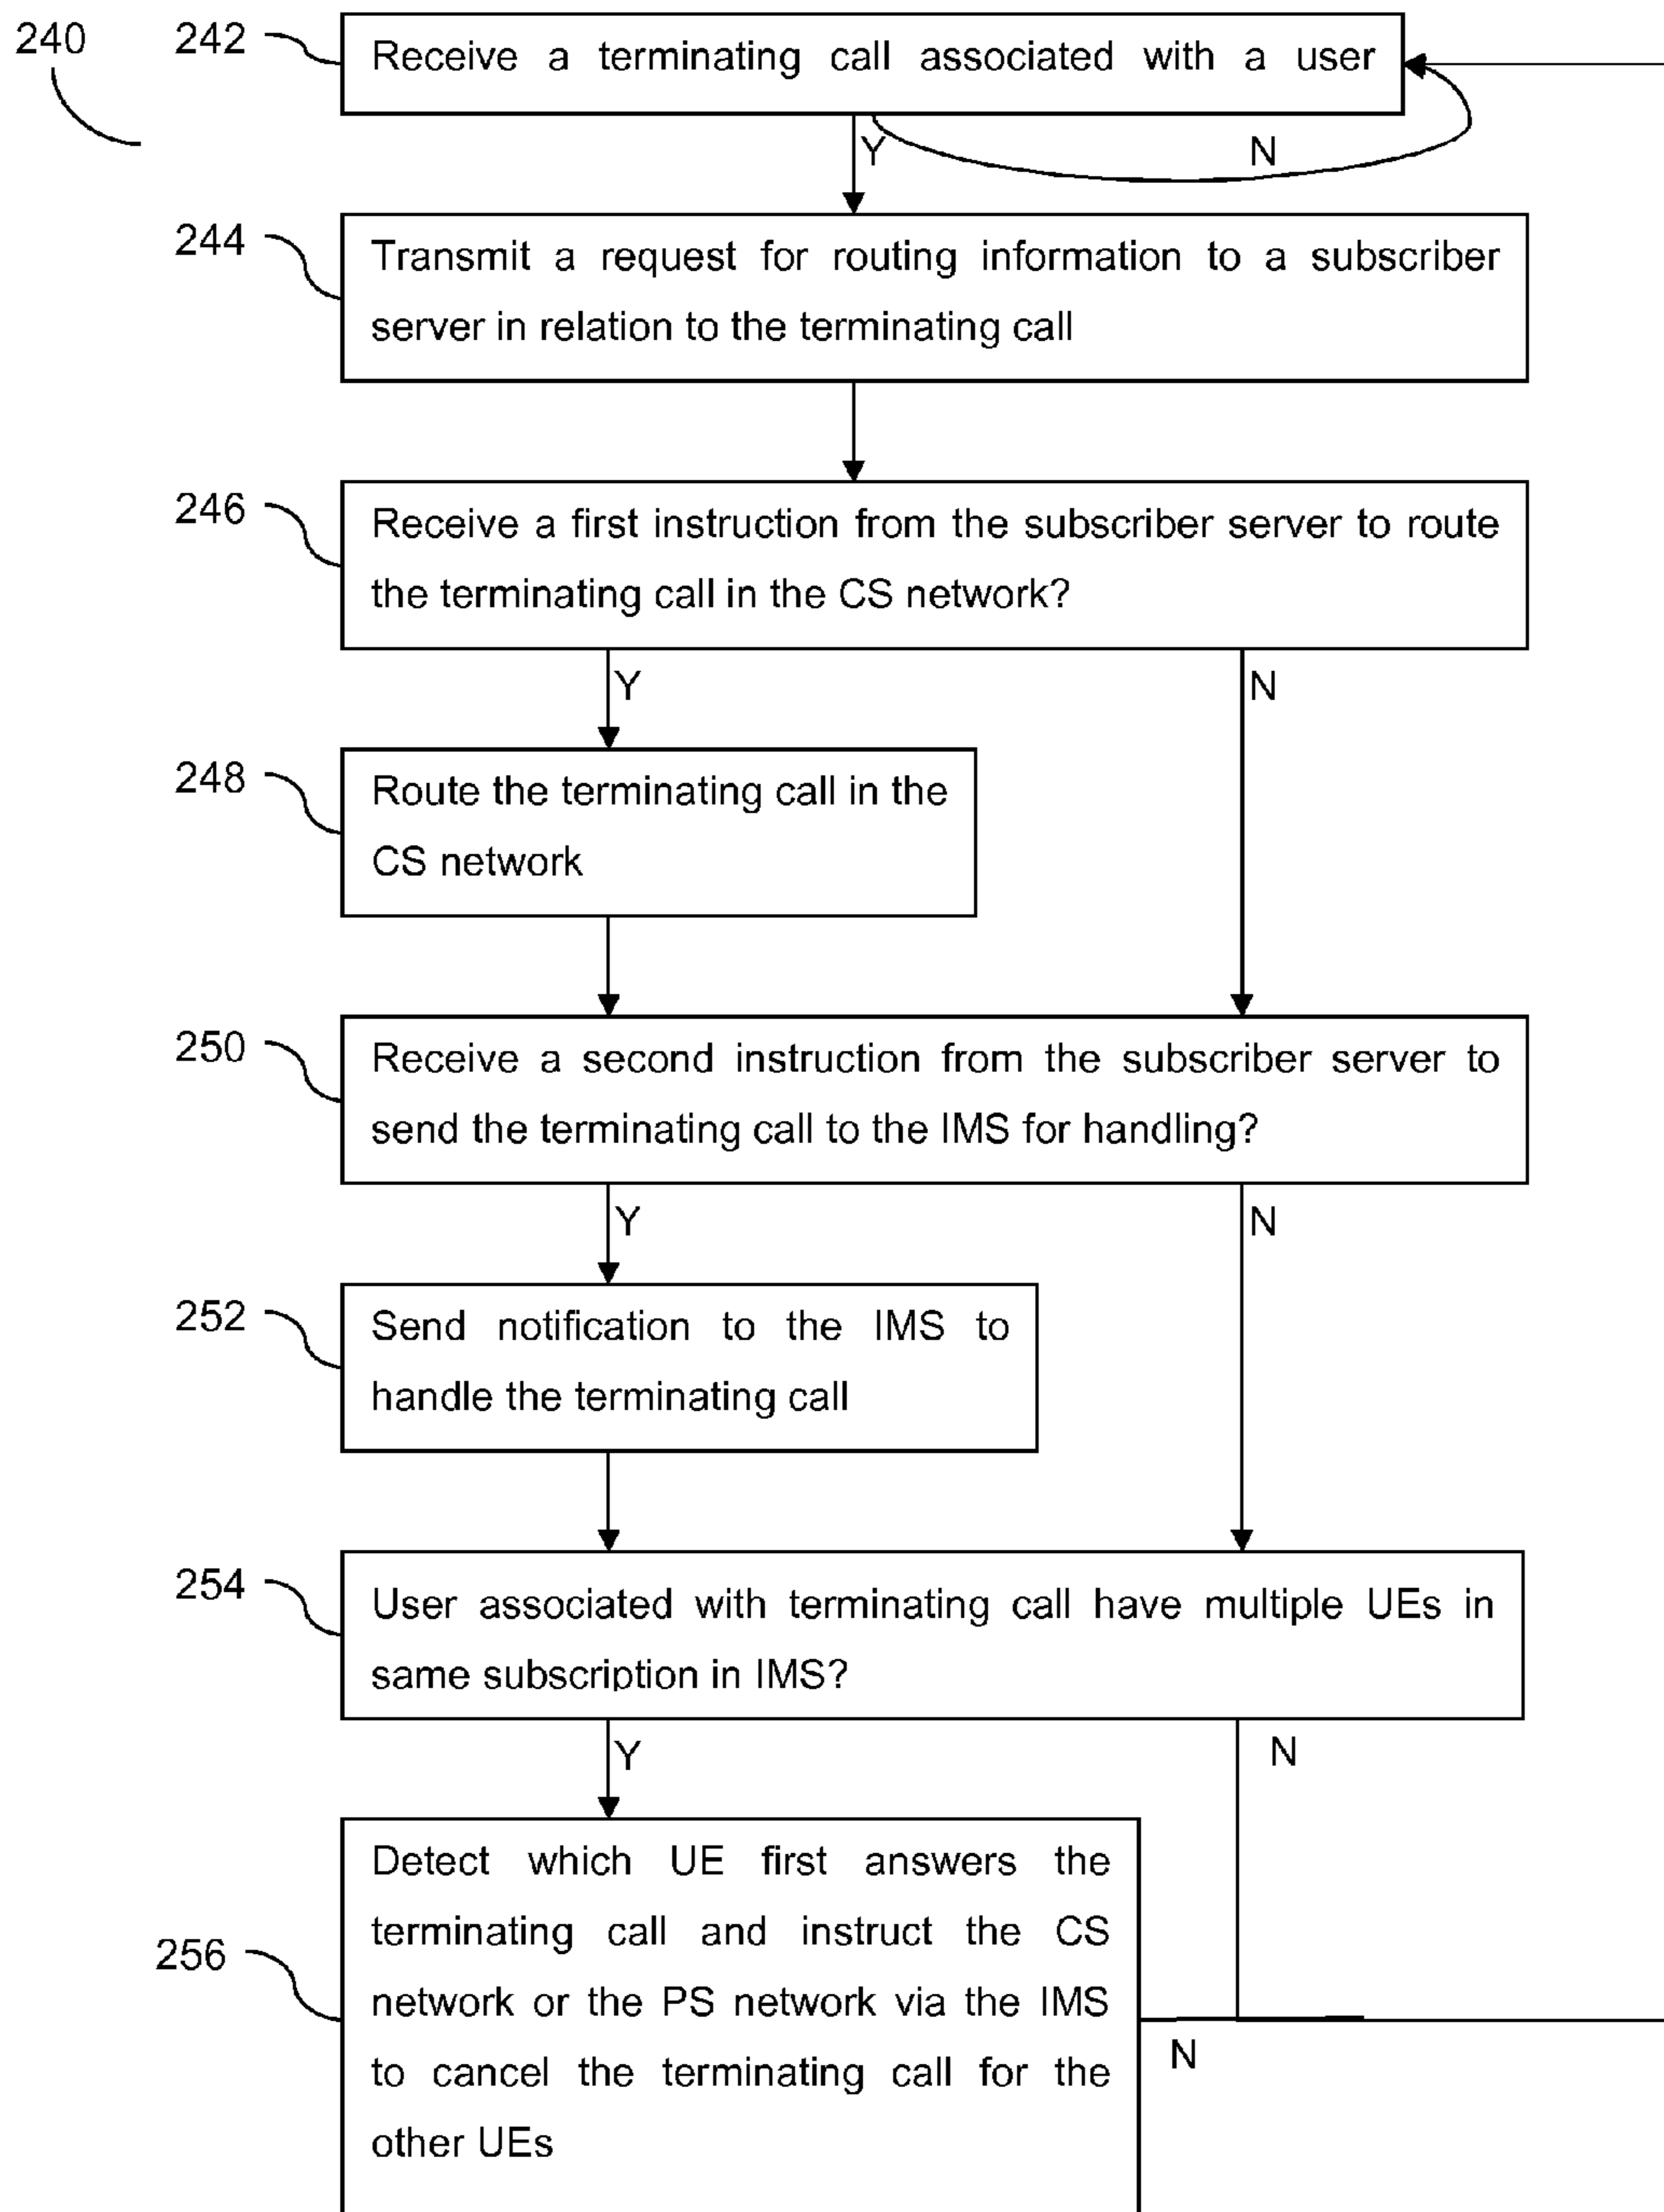 240
242
Receive a terminating call associated with a user
Y
N
244
Transmit a request for routing information to a subscriber
server in relation to the terminating call
246
Receive a first instruction from the subscriber server to route
the terminating call in the CS network?
Y
N
248
Route the terminating call in the
CS network
250
Receive a second instruction from the subscriber server to
send the terminating call to the IMS for handling?
Y
N
252
Send notification to the IMS to
handle the terminating call
254
User associated with terminating call have multiple UEs in
same subscription in IMS?
Y
N
256
Detect which UE first answers the
terminating call and instruct the CS
network or the PS network via the IMS
to cancel the terminating call for the
other UEs
N